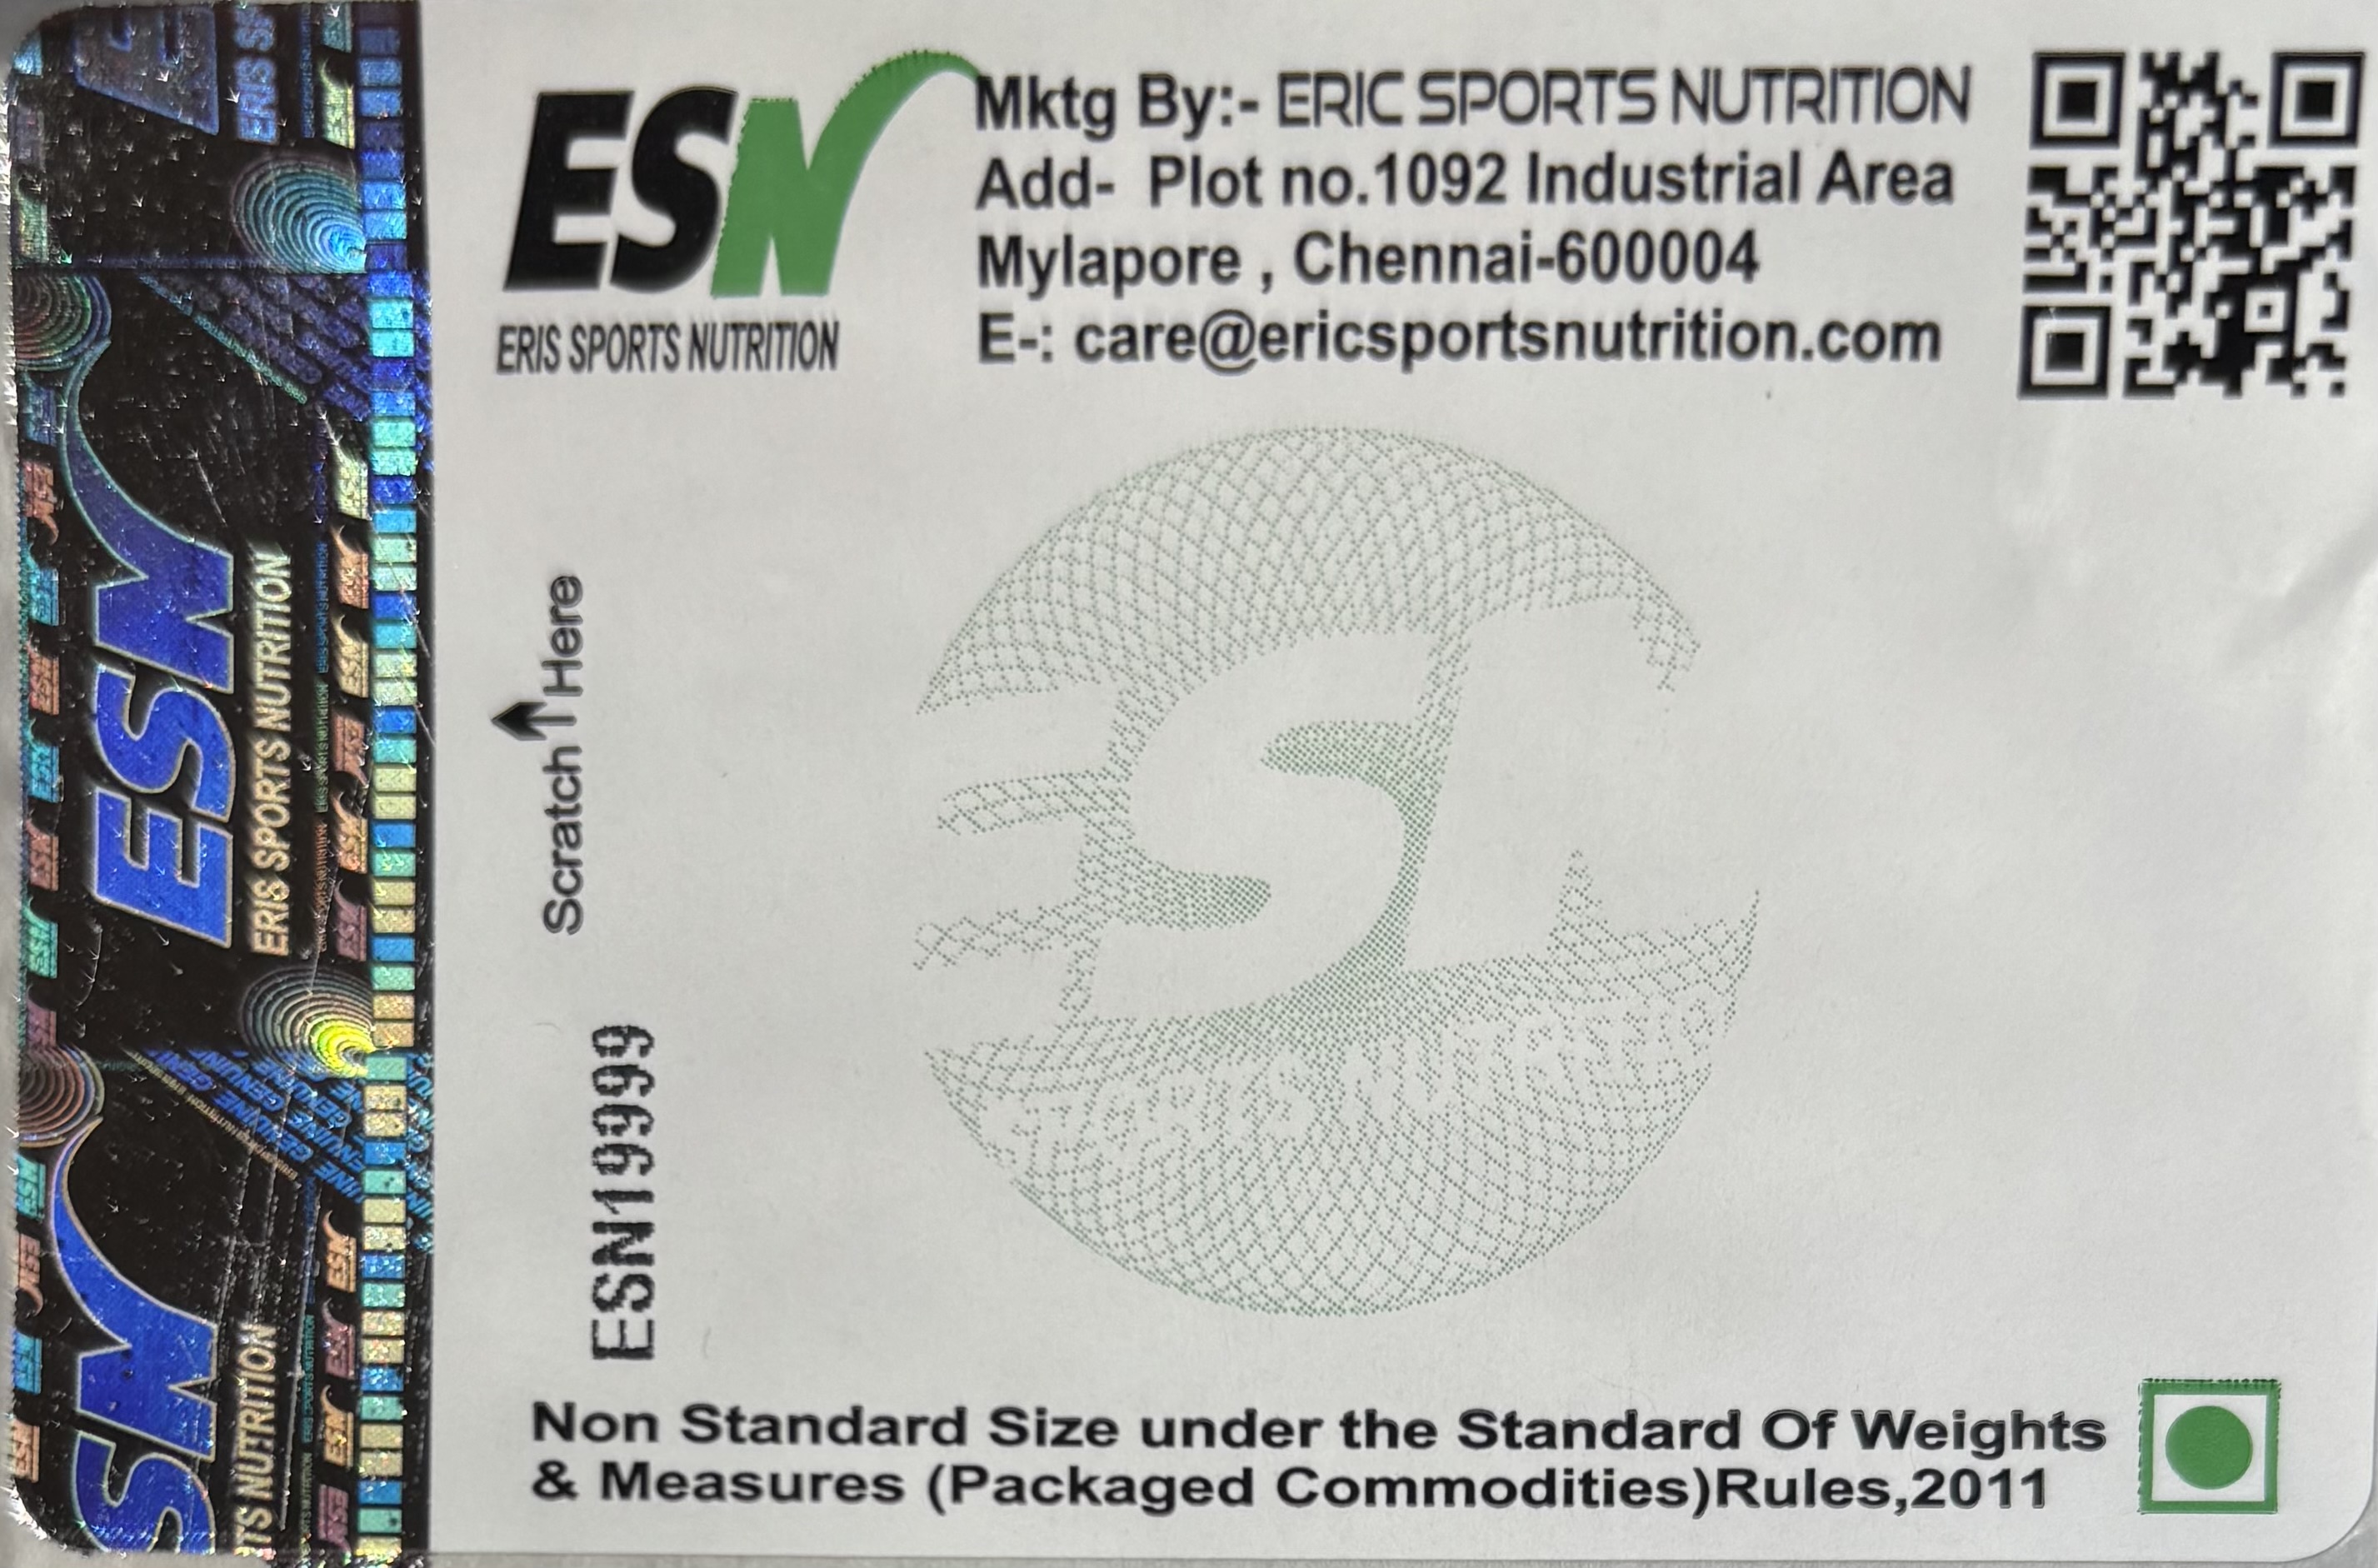 ESN
ERIS SPORTS NUTRITION
Mktg By:- ERIC SPORTS NUTRITION
Add- Plot no.1092 Industrial Area
Mylapore , Chennai-600004
E-: care@ericsportsnutrition.com
Scratch Here
ESN19999
Non Standard Size under the Standard Of Weights
& Measures (Packaged Commodities)Rules,2011
ESN
ERIS SPORTS NUTRITION